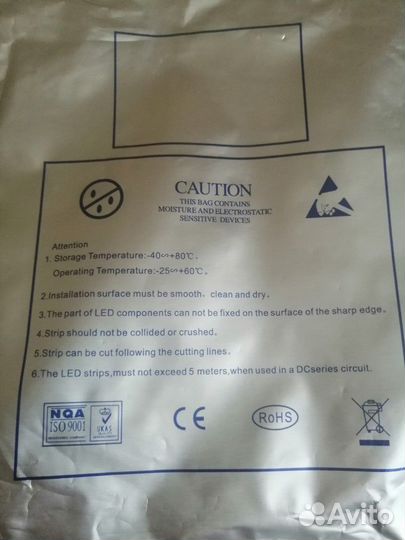 CAUTION
THIS BAG CONTAINS
MOISTURE AND ELECTROSTATIC
SENSITIVE DEVICES
Attention
1. Storage Temperature:-40∽+80℃.
Operating Temperature:-25∽+60℃.
2.Installation surface must be smooth、clean and dry.
3.The part of LED components can not be fixed on the surface of the sharp edge.
4.Strip should not be collided or crushed.
5.Strip can be cut following the cutting lines.
6.The LED strips,must not exceed 5 meters,when used in a DCseries circuit.
NQA
ISO 9001
UKAS
CE
RoHS
Avito